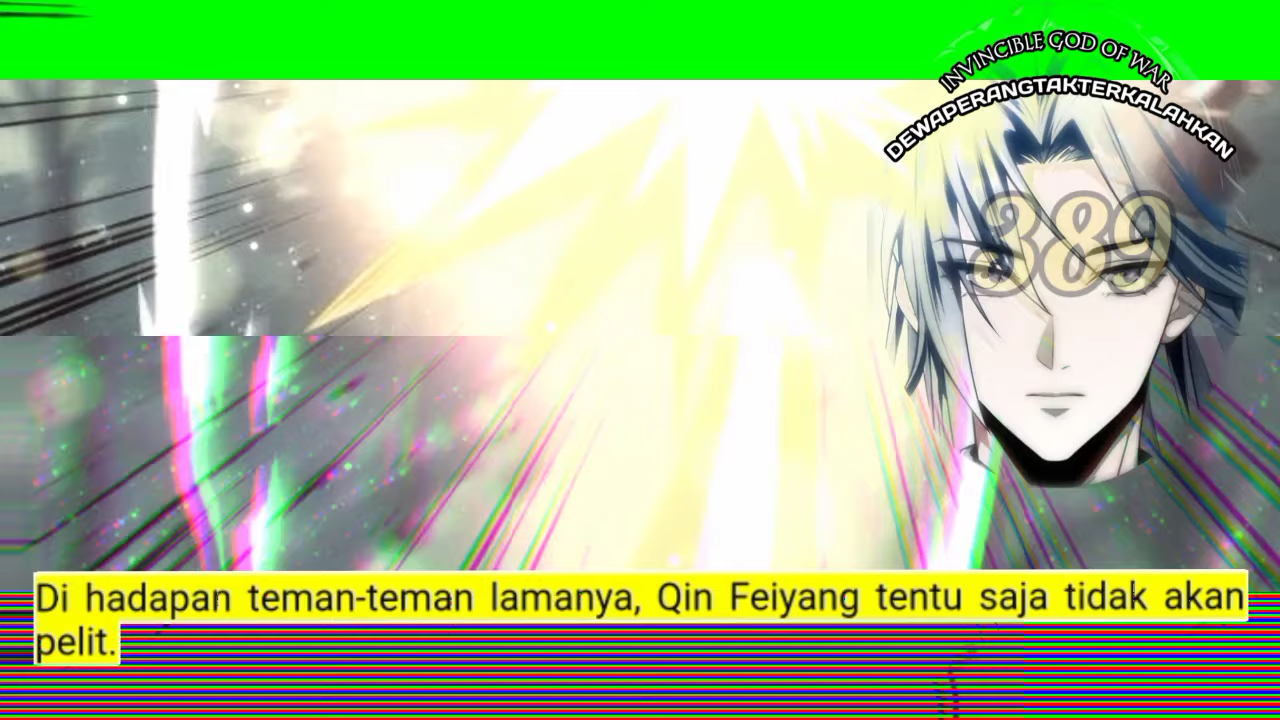 INVINCIBLE GOD OF WAR
DEWAPERANGTAKTERKALAHKAN
389
Di hadapan teman-teman lamanya, Qin Feiyang tentu saja tidak akan
pelit.